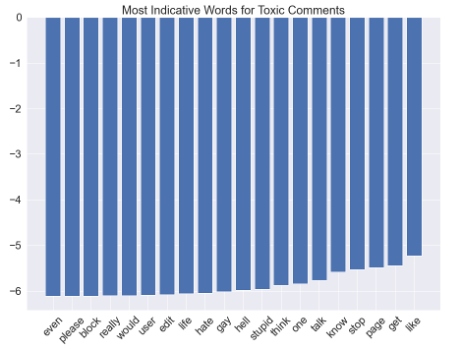 Most Indicative Words for Toxic Comments
0
−1
−2
−3
−4
−5
−6
even
please
block
really
would
user
edit
life
hate
gay
hell
stupid
think
one
talk
know
stop
page
get
like